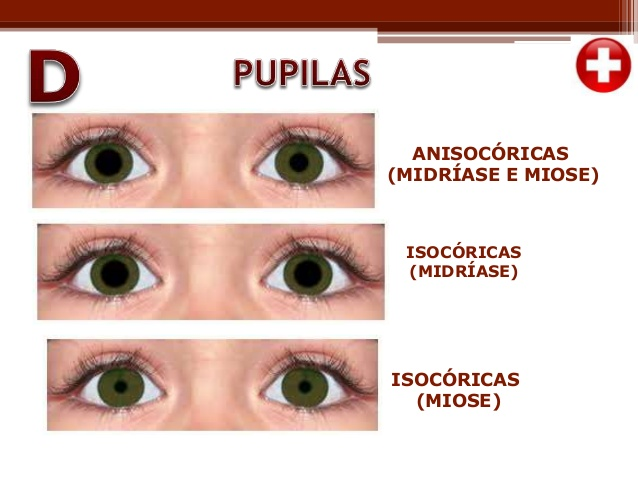 D
PUPILAS
ANISOCÓRICAS
(MIDRÍASE E MIOSE)
ISOCÓRICAS
(MIDRÍASE)
ISOCÓRICAS
(MIOSE)